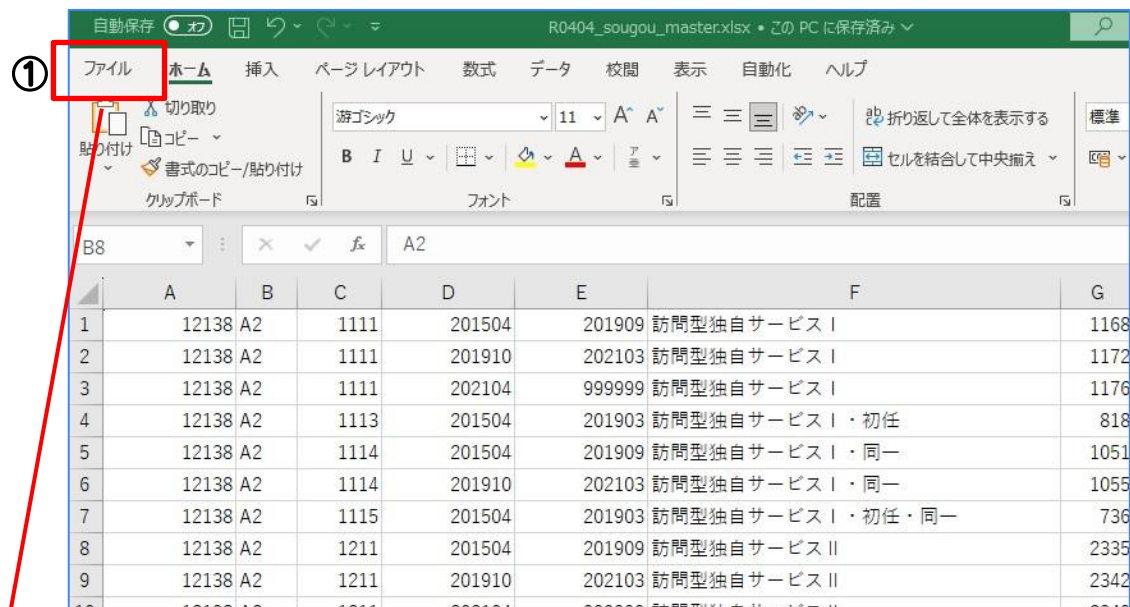 自動保存 オフ R0404_sougou_master.xlsx • この PC に保存済み
① ファイル ホーム 挿入 ページ レイアウト 数式 データ 校閲 表示 自動化 ヘルプ
切り取り 游ゴシック 11 A^ A˅ ab 折り返して全体を表示する 標準
コピー
貼り付け B I U A ア 亜 セルを結合して中央揃え
書式のコピー/貼り付け
クリップボード フォント 配置
B8 fx A2
A B C D E F G
1 12138 A2 1111 201504 201909 訪問型独自サービスⅠ 1168
2 12138 A2 1111 201910 202103 訪問型独自サービスⅠ 1172
3 12138 A2 1111 202104 999999 訪問型独自サービスⅠ 1176
4 12138 A2 1113 201504 201903 訪問型独自サービスⅠ・初任 818
5 12138 A2 1114 201504 201909 訪問型独自サービスⅠ・同一 1051
6 12138 A2 1114 201910 202103 訪問型独自サービスⅠ・同一 1055
7 12138 A2 1115 201504 201903 訪問型独自サービスⅠ・初任・同一 736
8 12138 A2 1211 201504 201909 訪問型独自サービスⅡ 2335
9 12138 A2 1211 201910 202103 訪問型独自サービスⅡ 2342